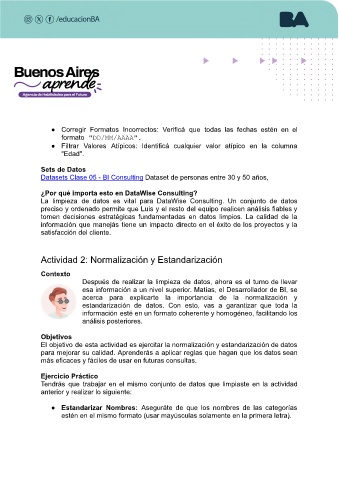 /educacionBA
BA
Buenos Aires
aprende
Agencia de Habilidades para el Futuro
● Corregir Formatos Incorrectos: Verificá que todas las fechas estén en el
formato "DD/MM/AAAA".
● Filtrar Valores Atípicos: Identificá cualquier valor atípico en la columna
"Edad".
Sets de Datos
Datasets Clase 05 - BI Consulting Dataset de personas entre 30 y 50 años,
¿Por qué importa esto en DataWise Consulting?
La limpieza de datos es vital para DataWise Consulting. Un conjunto de datos
preciso y ordenado permite que Luis y el resto del equipo realicen análisis fiables y
tomen decisiones estratégicas fundamentadas en datos limpios. La calidad de la
información que manejás tiene un impacto directo en el éxito de los proyectos y la
satisfacción del cliente.
Actividad 2: Normalización y Estandarización
Contexto
Después de realizar la limpieza de datos, ahora es el turno de llevar
esa información a un nivel superior. Matías, el Desarrollador de BI, se
acerca para explicarte la importancia de la normalización y
estandarización de datos. Con esto, vas a garantizar que toda la
información esté en un formato coherente y homogéneo, facilitando los
análisis posteriores.
Objetivos
El objetivo de esta actividad es ejercitar la normalización y estandarización de datos
para mejorar su calidad. Aprenderás a aplicar reglas que hagan que los datos sean
más eficaces y fáciles de usar en futuras consultas.
Ejercicio Práctico
Tendrás que trabajar en el mismo conjunto de datos que limpiaste en la actividad
anterior y realizar lo siguiente:
● Estandarizar Nombres: Aseguráte de que los nombres de las categorías
estén en el mismo formato (usar mayúsculas solamente en la primera letra).